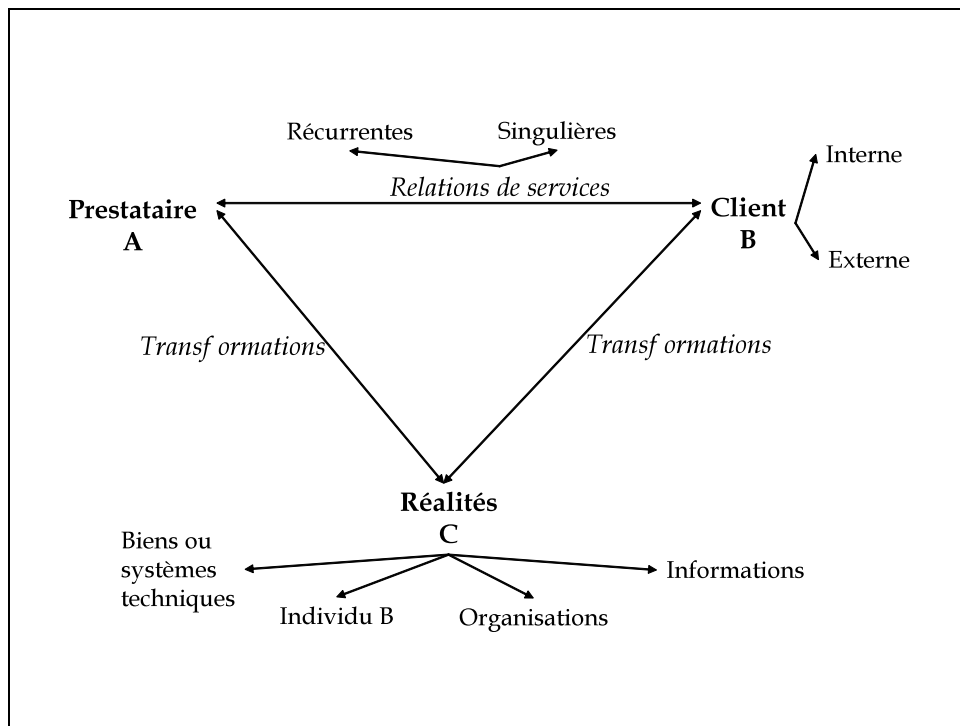 Récurrentes
Singulières
Interne
Relations de services
Prestataire
A
Client
B
Externe
Transf ormations
Transf ormations
Réalités
C
Biens ou
systèmes
techniques
Informations
Individu B
Organisations